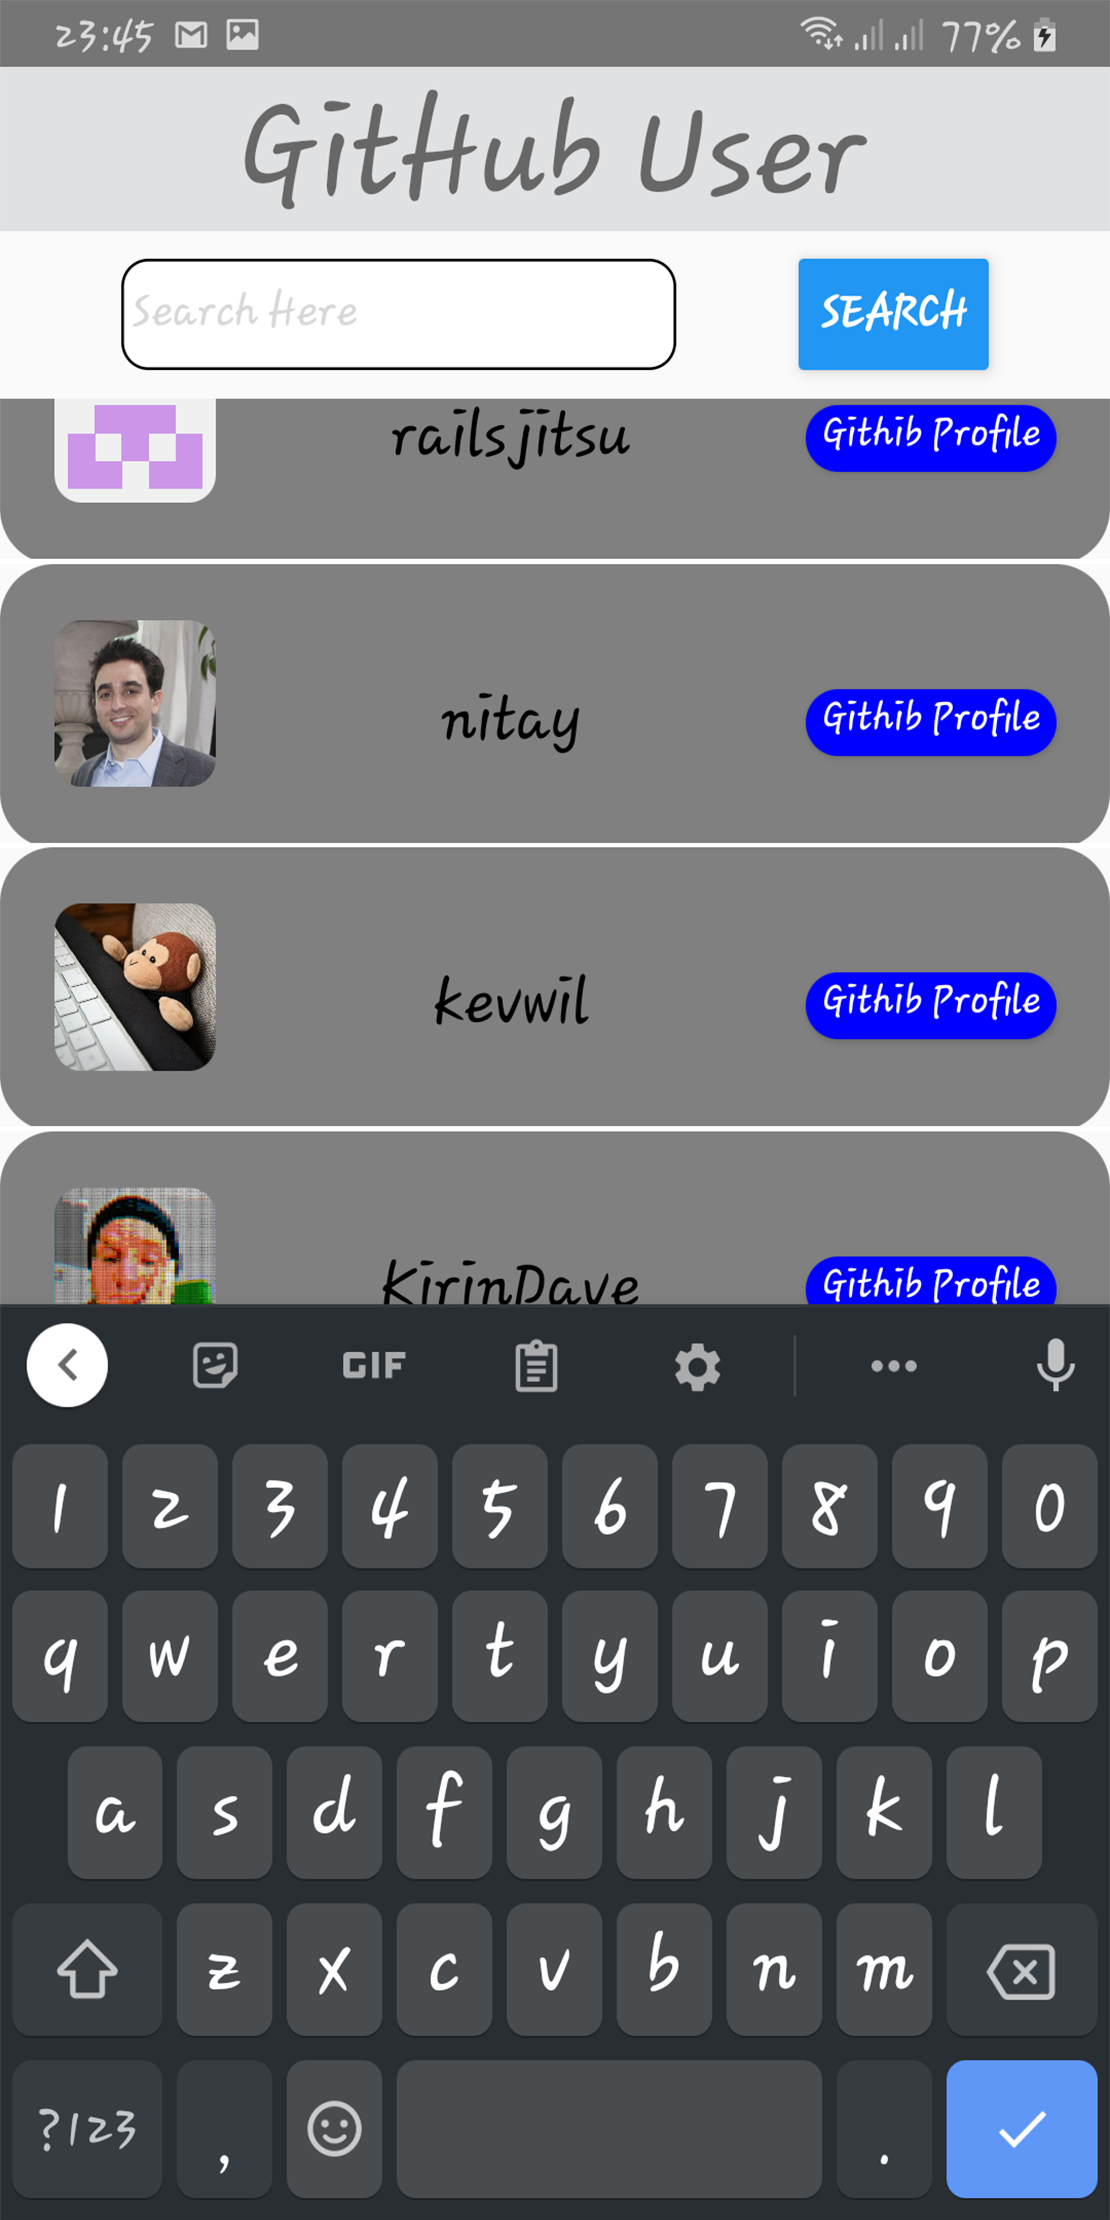 23:45 77%
GitHub User
Search Here SEARCH
railsjitsu Githib Profile
nitay Githib Profile
kevwil Githib Profile
KirinDave Githib Profile
GIF
1 2 3 4 5 6 7 8 9 0
q w e r t y u i o p
a s d f g h j k l
z x c v b n m
?123 , .